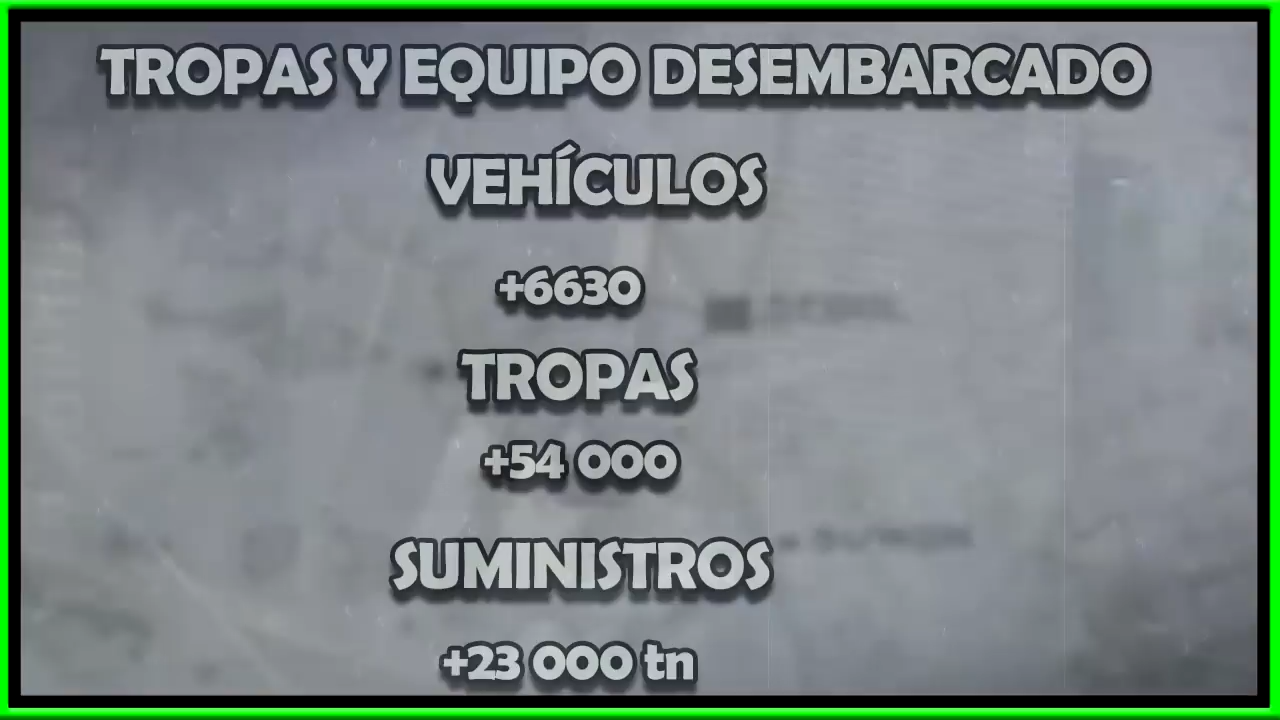 TROPAS Y EQUIPO DESEMBARCADO
VEHÍCULOS
+6630
TROPAS
+54 000
SUMINISTROS
+23 000 tn